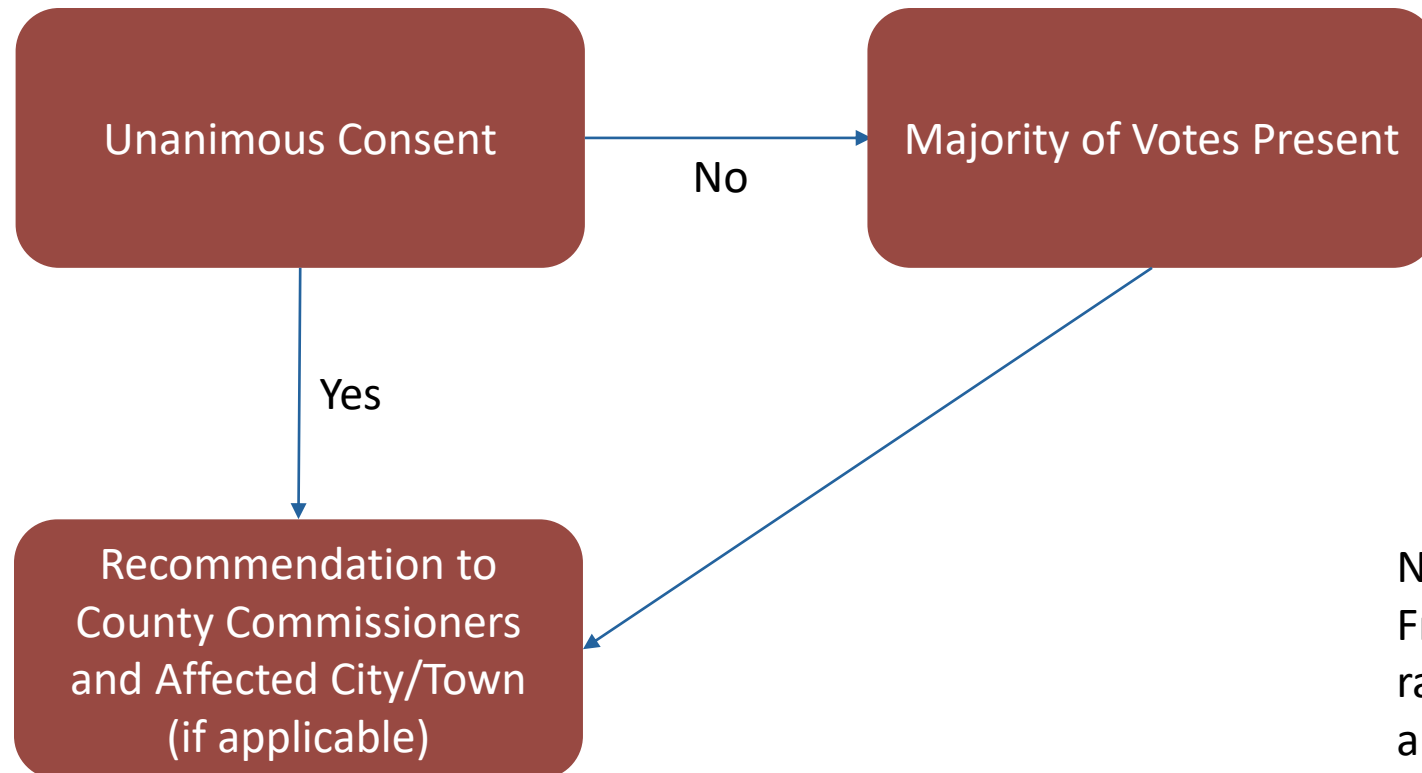 Unanimous Consent
Majority of Votes Present
No
Yes
Recommendation to
County Commissioners
and Affected City/Town
(if applicable)